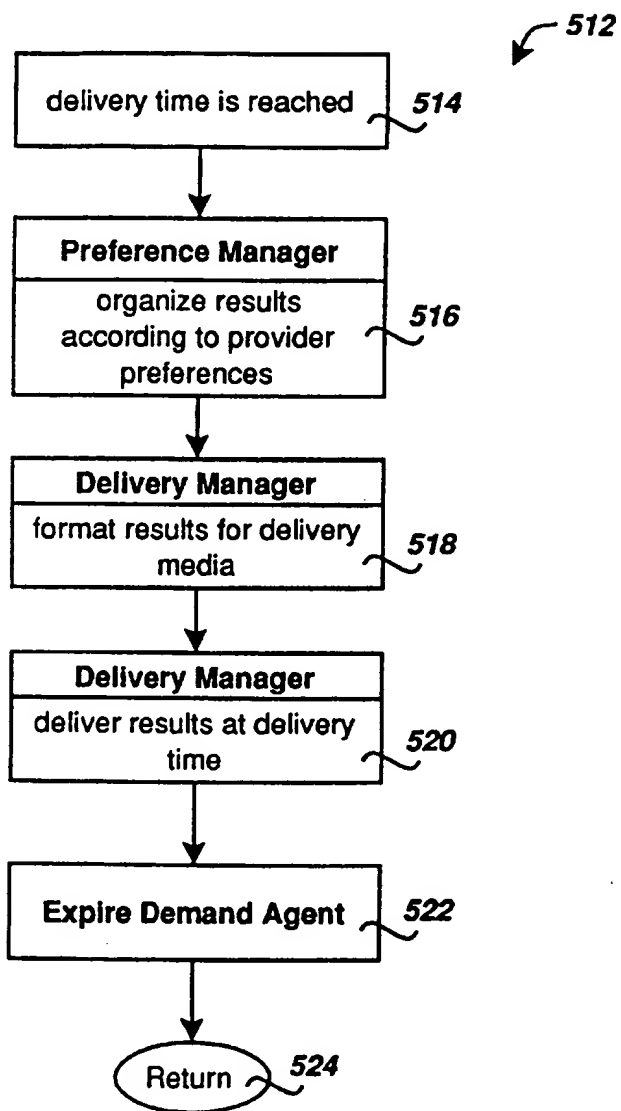 512
delivery time is reached
514
Preference Manager
organize results
according to provider
preferences
516
Delivery Manager
format results for delivery
media
518
Delivery Manager
deliver results at delivery
time
520
Expire Demand Agent
522
Return
524